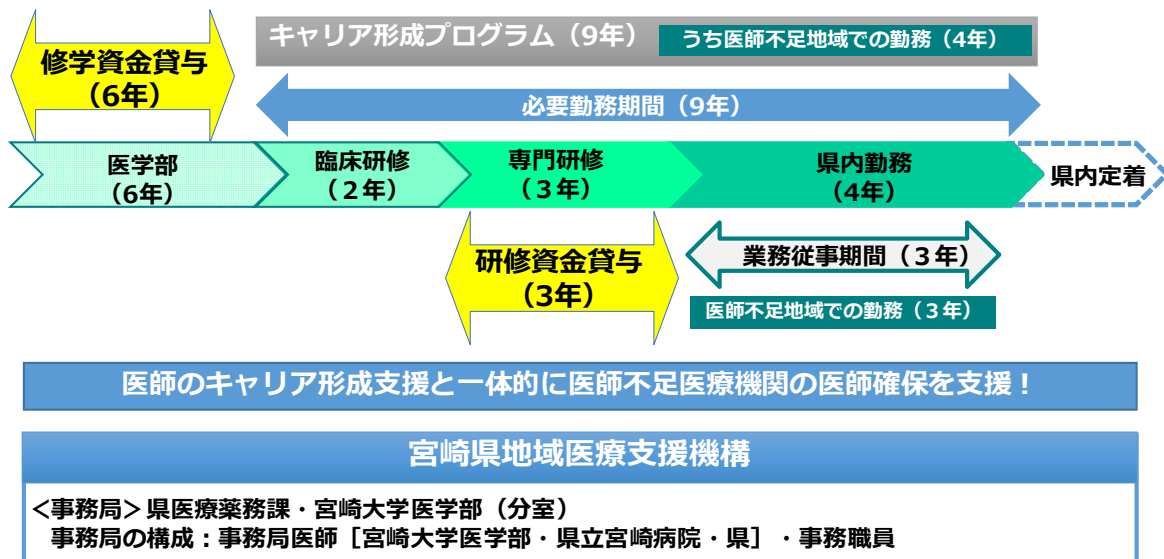 修学資金貸与
（6年）
キャリア形成プログラム（9年）
うち医師不足地域での勤務（4年）
必要勤務期間（9年）
医学部
（6年）
臨床研修
（２年）
専門研修
（３年）
県内勤務
（4年）
県内定着
研修資金貸与
（3年）
業務従事期間（３年）
医師不足地域での勤務（３年）
医師のキャリア形成支援と一体的に医師不足医療機関の医師確保を支援！
宮崎県地域医療支援機構
＜事務局＞県医療薬務課・宮崎大学医学部（分室）
事務局の構成：事務局医師［宮崎大学医学部・県立宮崎病院・県］・事務職員